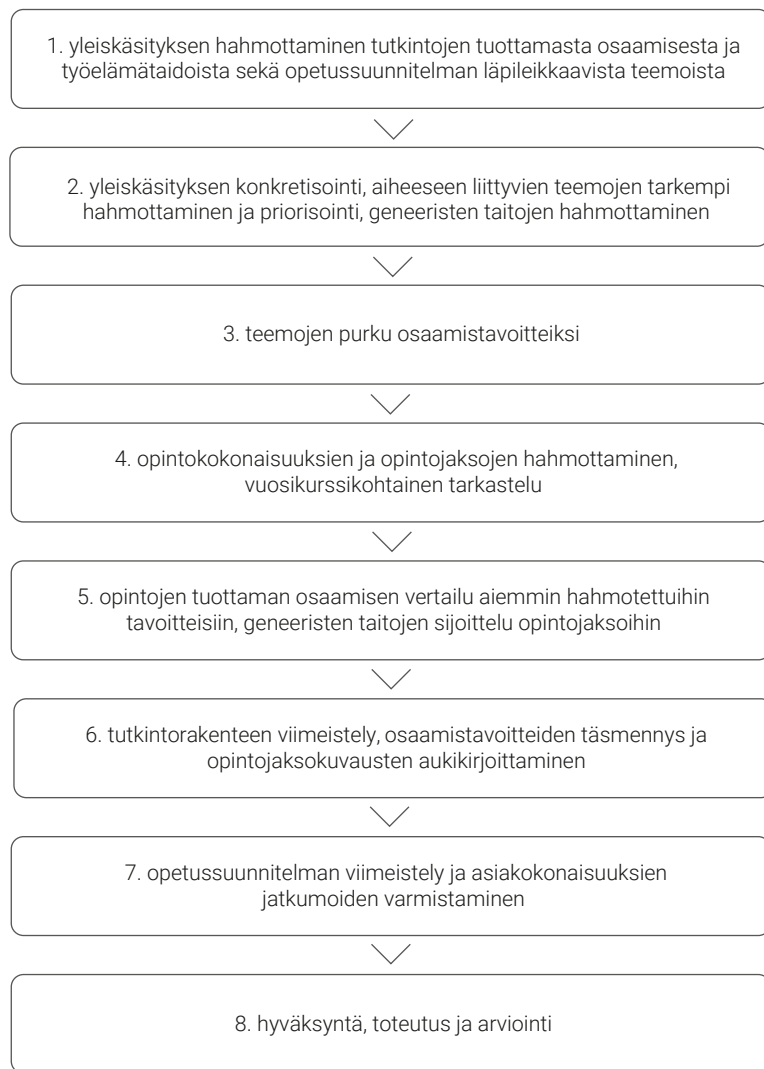 1. yleiskäsityksen hahmottaminen tutkintojen tuottamasta osaamisesta ja
työelämätaidoista sekä opetussuunnitelman läpileikkaavista teemoista
2. yleiskäsityksen konkretisointi, aiheeseen liittyvien teemojen tarkempi
hahmottaminen ja priorisointi, geneeristen taitojen hahmottaminen
3. teemojen purku osaamistavoitteiksi
4. opintokokonaisuuksien ja opintojaksojen hahmottaminen,
vuosikurssikohtainen tarkastelu
5. opintojen tuottaman osaamisen vertailu aiemmin hahmotettuihin
tavoitteisiin, geneeristen taitojen sijoittelu opintojaksoihin
6. tutkintorakenteen viimeistely, osaamistavoitteiden täsmennys ja
opintojaksokuvausten aukikirjoittaminen
7. opetussuunnitelman viimeistely ja asiakokonaisuuksien
jatkumoiden varmistaminen
8. hyväksyntä, toteutus ja arviointi